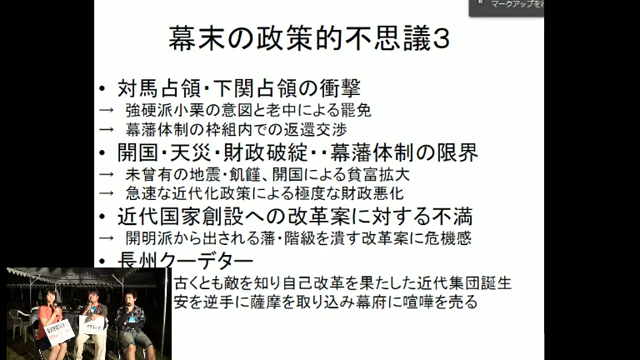 マークアップを
幕末の政策的不思議３
• 対馬占領・下関占領の衝撃
→ 強硬派小栗の意図と老中による罷免
→ 幕藩体制の枠組内での返還交渉
• 開国・天災・財政破綻・・幕藩体制の限界
→ 未曾有の地震・飢饉、開国による貧富拡大
→ 急速な近代化政策による極度な財政悪化
• 近代国家創設への改革案に対する不満
→ 開明派から出される藩・階級を潰す改革案に危機感
• 長州クーデター
古くとも敵を知り自己改革を果たした近代集団誕生
安を逆手に薩摩を取り込み幕府に喧嘩を売る